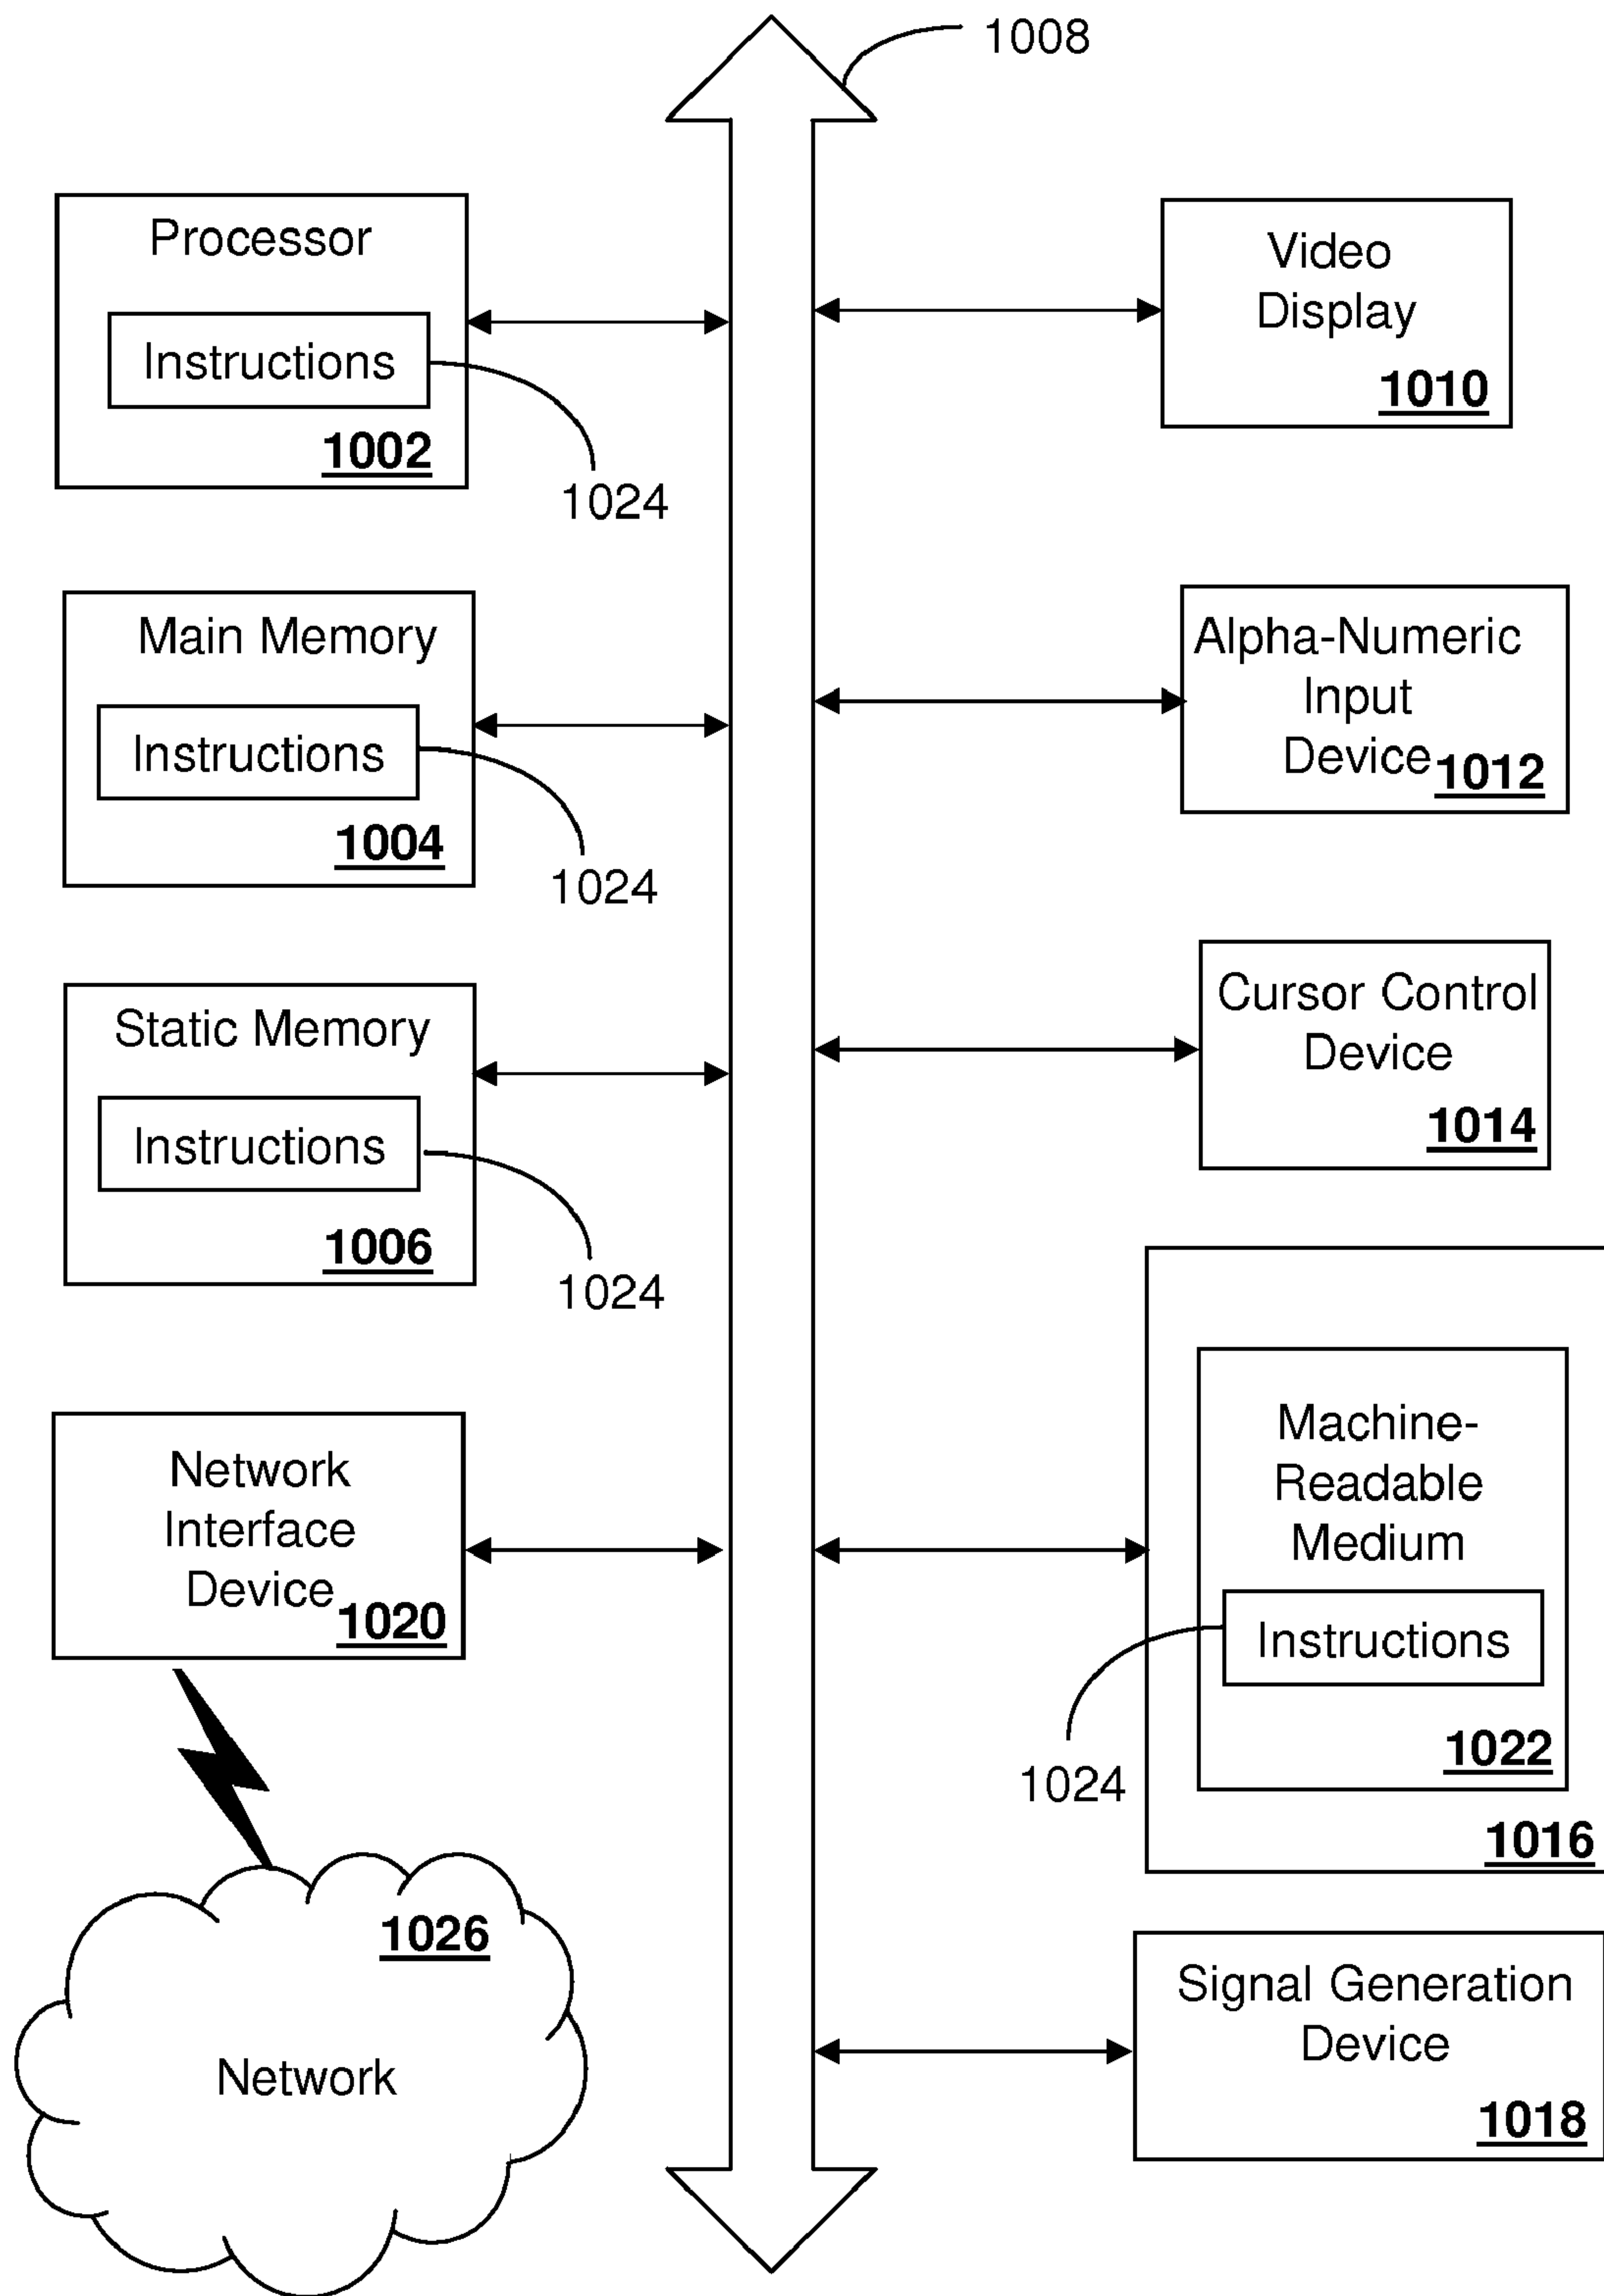 1008
Processor
Instructions
1002
1024
Main Memory
Instructions
1004
1024
Static Memory
Instructions
1006
1024
Network
Interface
Device
1020
1026
Network
Video
Display
1010
Alpha-Numeric
Input
Device
1012
Cursor Control
Device
1014
Machine-
Readable
Medium
Instructions
1022
1024
1016
Signal Generation
Device
1018